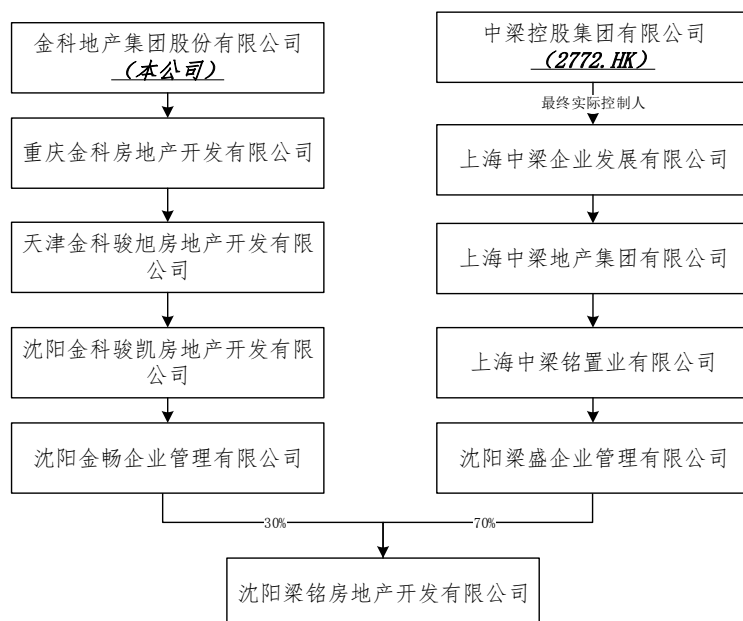 金科地产集团股份有限公司
（本公司）
重庆金科房地产开发有限公司
天津金科骏旭房地产开发有限
公司
沈阳金科骏凯房地产开发有限
公司
沈阳金畅企业管理有限公司
中梁控股集团有限公司
（2772.HK）
最终实际控制人
上海中梁企业发展有限公司
上海中梁地产集团有限公司
上海中梁铭置业有限公司
沈阳梁盛企业管理有限公司
30%
70%
沈阳梁铭房地产开发有限公司